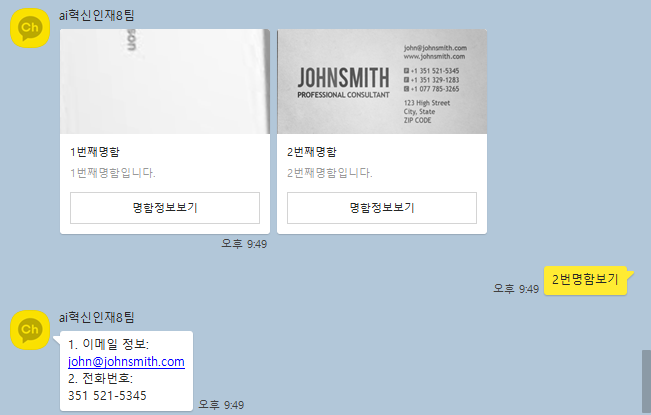 ai혁신인재8팀
son
john@johnsmith.com
www.johnsmith.com
JOHNSMITH
PROFESSIONAL CONSULTANT
+1 351 521-5345
+1 351 329-1283
+1 077 785-3265
123 High Street
City, State
ZIP CODE
1번째명함
1번째명함입니다.
명함정보보기
2번째명함
2번째명함입니다.
명함정보보기
오후 9:49
오후 9:49
2번명함보기
Ch
ai혁신인재8팀
Ch
1. 이메일 정보:
john@johnsmith.com
2. 전화번호:
351 521-5345
오후 9:49